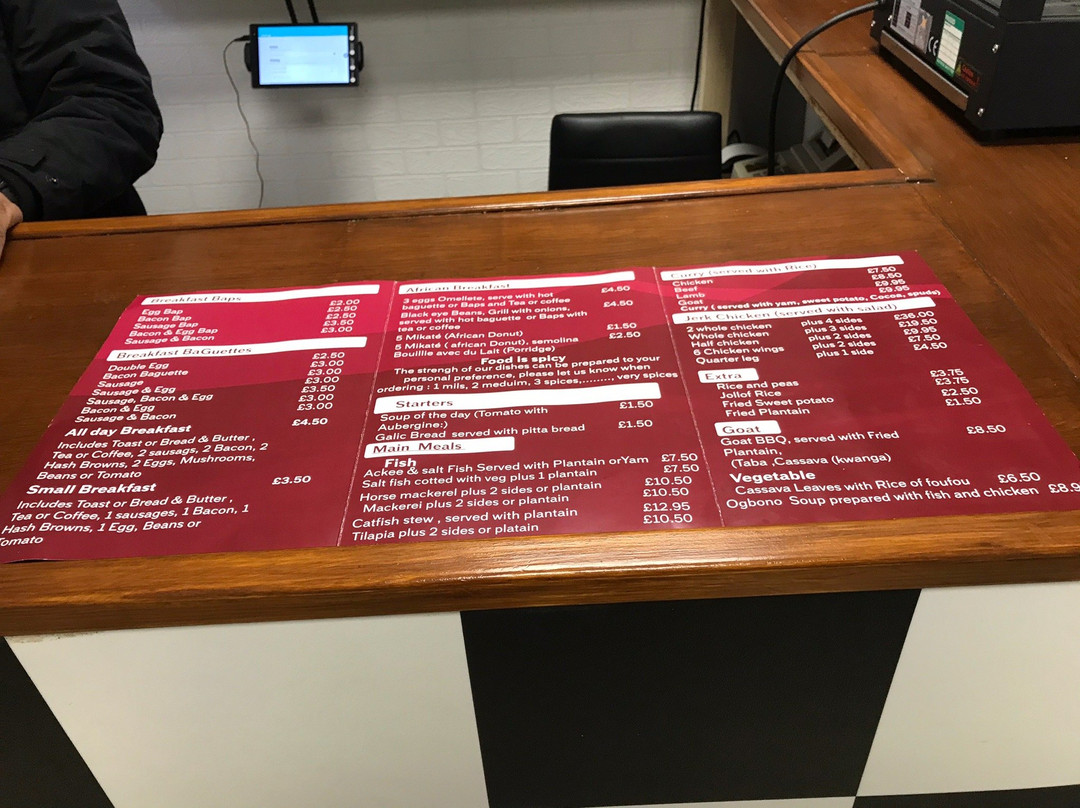 Breakfast Baps
Egg Bap £2.00
Bacon Bap £2.50
Sausage Bap £2.50
Bacon & Egg Bap £3.50
Sausage & Bacon £3.00
Breakfast BaGuettes
Double Egg £2.50
Bacon Baguette £3.00
Sausage £3.00
Sausage & Egg £3.00
Sausage, Bacon & Egg £3.50
Bacon & Egg £3.00
Sausage & Bacon £3.00
All day Breakfast £4.50
Includes Toast or Bread & Butter ,
Tea or Coffee, 2 sausags, 2 Bacon, 2
Hash Browns, 2 Eggs, Mushrooms,
Beans or Tomato
Small Breakfast £3.50
Includes Toast or Bread & Butter ,
Tea or Coffee, 1 sausages, 1 Bacon, 1
Hash Browns, 1 Egg, Beans or
Tomato
African Breakfast
3 eggs Omellete, serve with hot £4.50
baguette or Baps and Tea or coffee
Black eye Beans, Grill with onions, £4.50
served with hot baguette or Baps with
tea or coffee
5 Mikaté (African Donut) £1.50
5 Mikaté ( african Donut), semolina £2.50
Bouillie avec du Lait (Porridge)
Food is spicy
The strengh of our dishes can be prepared to your
personal preference, please let us know when
ordering : 1 mils, 2 meduim, 3 spices,........, very spices
Starters
Soup of the day (Tomato with £1.50
Aubergine:)
Galic Bread served with pitta bread £1.50
Main Meals
Fish
Ackee & salt Fish Served with Plantain orYam £7.50
Salt fish cotted with veg plus 1 plantain £7.50
Horse mackerel plus 2 sides or plantain £10.50
Mackerel plus 2 sides or plantain £10.50
Catfish stew , served with plantain £12.95
Tilapia plus 2 sides or platain £10.50
Curry (served with Rice)
Chicken £7.50
Beef £8.50
Lamb £9.95
Goat £9.95
Curry ( served with yam, sweet potato, Cocoa, spuds)
Jerk Chicken (served with salad)
2 whole chicken plus 4 sides £36.00
Whole chicken plus 3 sides £19.50
Half chicken plus 2 sides £9.95
6 Chicken wings plus 2 sides £7.50
Quarter leg plus 1 side £4.50
Extra
Rice and peas £3.75
Jollof Rice £3.75
Fried Sweet potato £2.50
Fried Plantain £1.50
Goat
Goat BBQ, served with Fried £8.50
Plantain,
(Taba ,Cassava (kwanga)
Vegetable
Cassava Leaves with Rice of foufou £6.50
Ogbono Soup prepared with fish and chicken £8.9